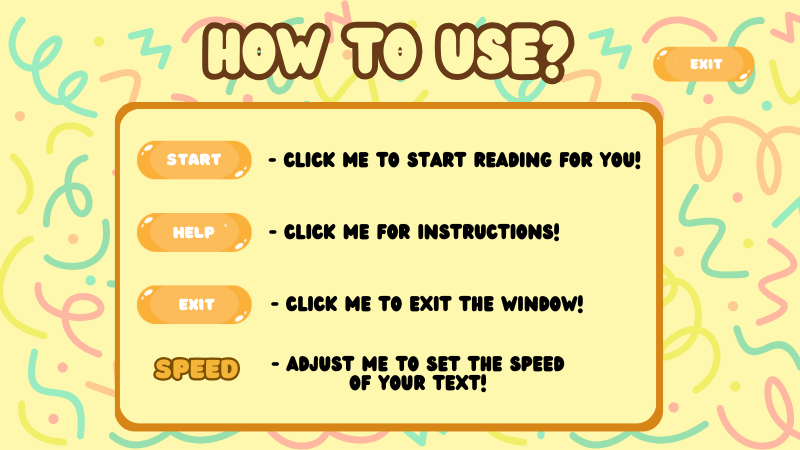 HOW TO USE?
EXIT
START - CLICK ME TO START READING FOR YOU!
HELP - CLICK ME FOR INSTRUCTIONS!
EXIT - CLICK ME TO EXIT THE WINDOW!
SPEED - ADJUST ME TO SET THE SPEED
OF YOUR TEXT!